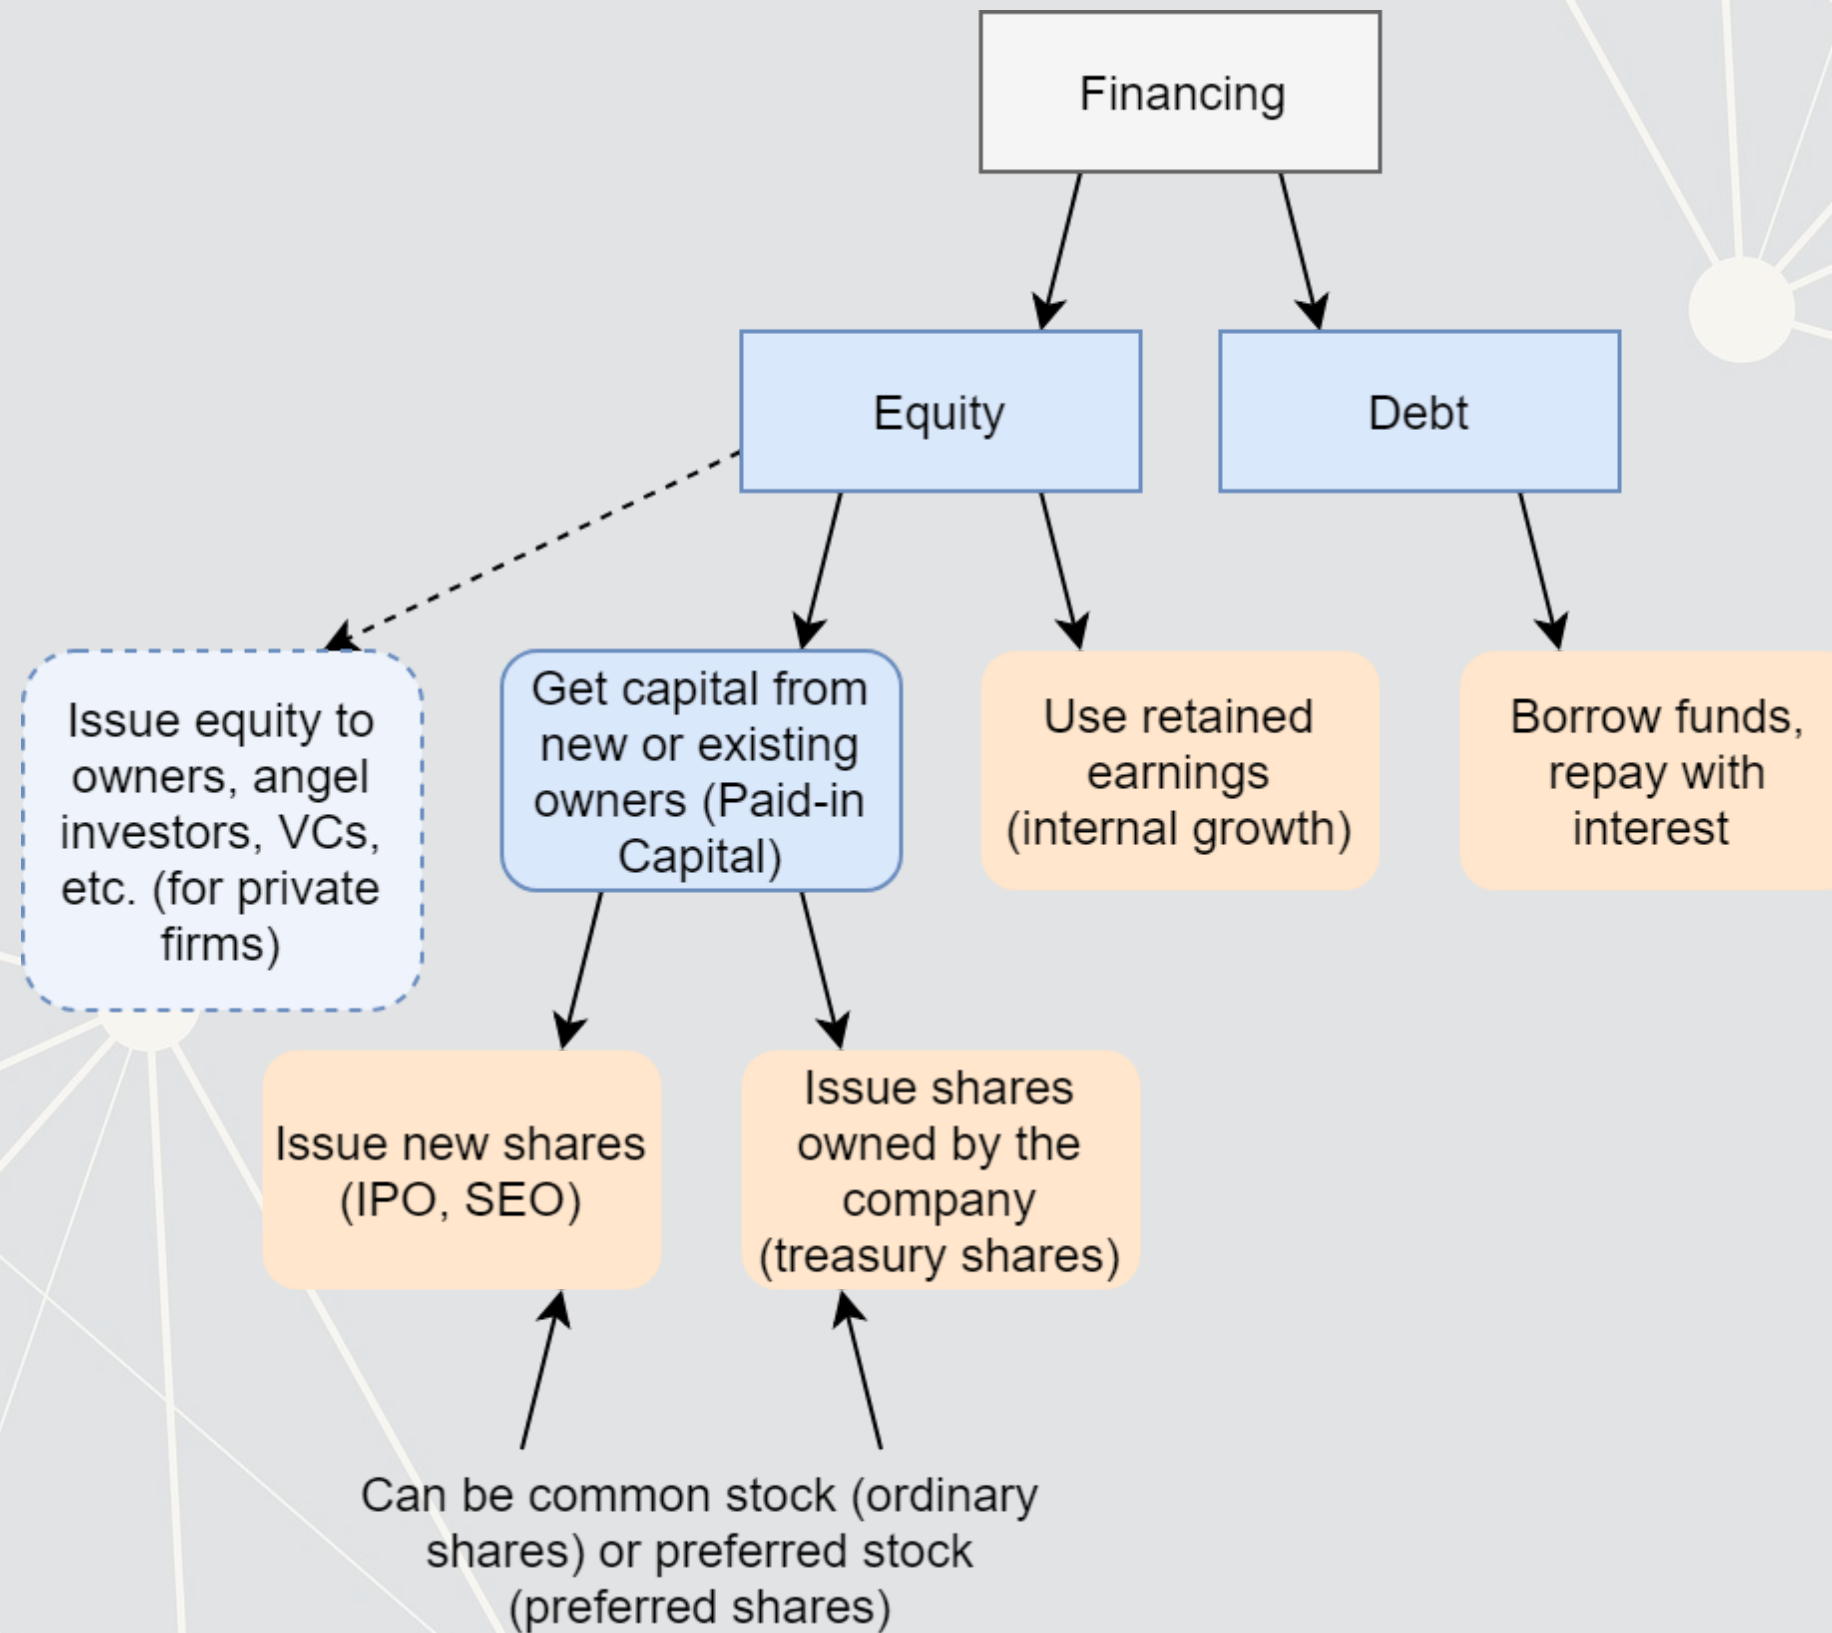 Financing
Equity
Debt
Issue equity to
owners, angel
investors, VCs,
etc. (for private
firms)
Get capital from
new or existing
owners (Paid-in
Capital)
Use retained
earnings
(internal growth)
Borrow funds,
repay with
interest
Issue new shares
(IPO, SEO)
Issue shares
owned by the
company
(treasury shares)
Can be common stock (ordinary
shares) or preferred stock
(preferred shares)